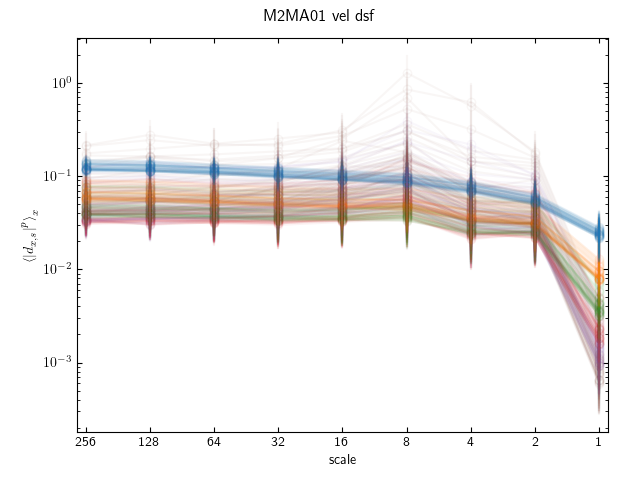 M2MA01 vel dsf
⟨|d_{x,s}|^p⟩_x
10^0
10^{-1}
10^{-2}
10^{-3}
256 128 64 32 16 8 4 2 1
scale